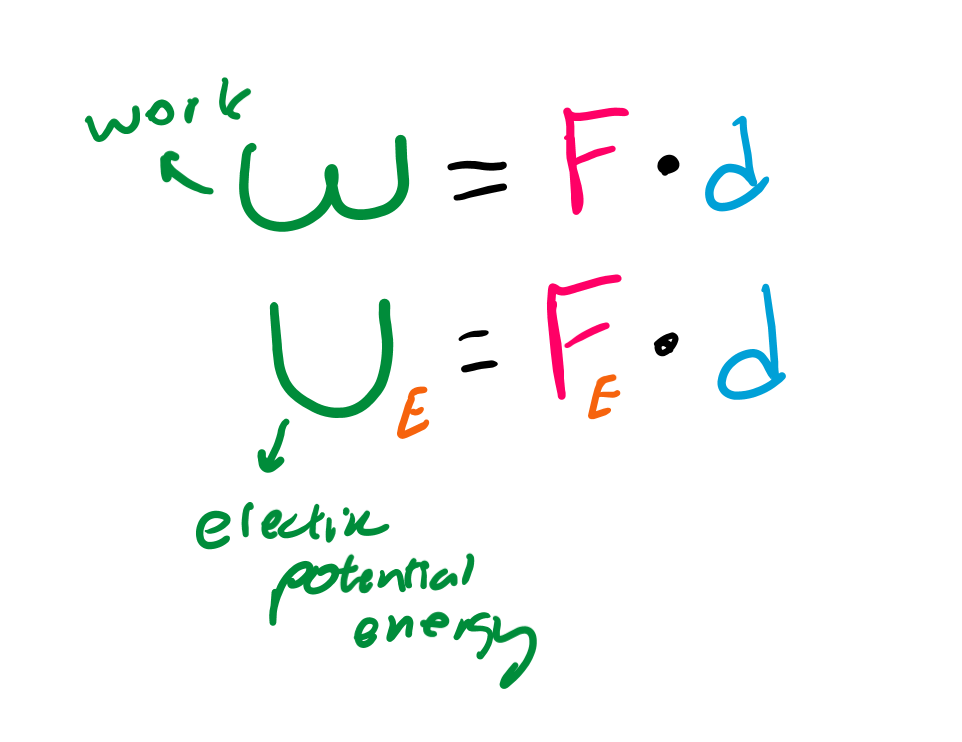 work
W = F • d
U_E = F_E • d
electric
potential
energy